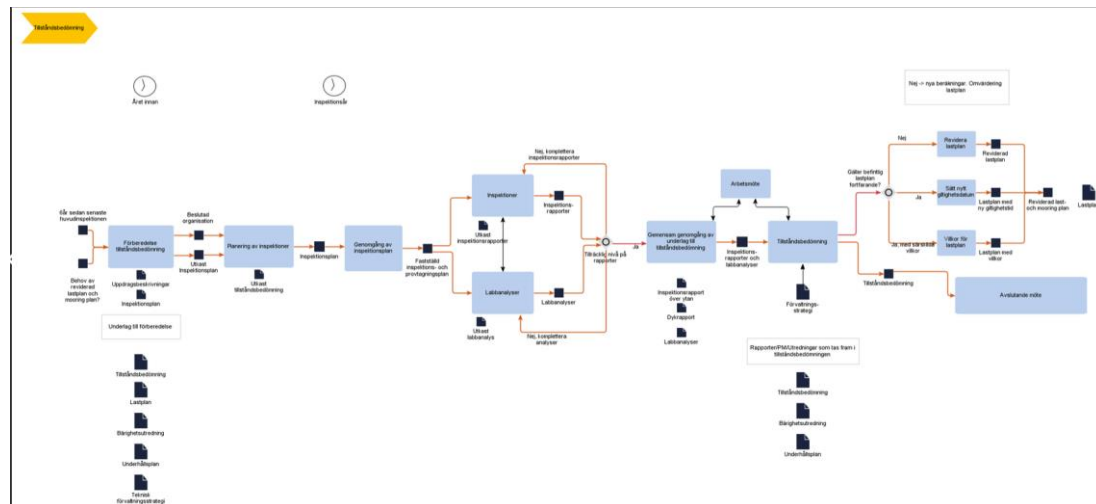 Tillståndsbedömning
Året innan
Inspektionsår
Nej -> nya beräkningar. Omvärdering
lastplan
6år sedan senaste
huvudinspektionen
Behov av
reviderad
lastplan och
mooring plan?
Förberedelse
tillståndsbedömning
Uppdragsbeskrivningar
Inspektionsplan
Beslutad
organisation
Utkast
Inspektionsplan
Planering av inspektioner
Utkast
tillståndsbedömning
Inspektionsplan
Genomgång av
inspektionsplan
Fastställd
inspektions- och
provtagningsplan
Nej, komplettera
inspektionsrapporter
Inspektioner
Utkast
inspektionsrapporter
Inspektions-
rapporter
Labbanalyser
Utkast
labbanalys
Labbanalyser
Nej, komplettera
analyser
Tillräcklig nivå på
rapporter
Ja
Gemensam genomgång av
underlag till
tillståndsbedömning
Inspektionsrapport
över utan
Dykrapport
Labbanalyser
Arbetsmöte
Inspektions-
rapporter och
labbanalyser
Tillståndsbedömning
Förvaltnings-
strategi
Gäller befintlig
lastplan
fortfarande?
Nej
Ja
Ja, med särskilda
villkor
Revidera
lastplan
Reviderad
lastplan
Sätt nytt
giltighetsdatum
Lastplan med
ny giltighetstid
Villkor för
lastplan
Lastplan med
villkor
Reviderad last-
och mooring plan
Lastplan
Tillståndsbedömning
Avslutande möte
Underlag till förberedelse
Tillståndsbedömning
Lastplan
Bärighetsutredning
Underhållsplan
Teknisk
förvaltningsstrategi
Rapporter/PM/Utredningar som tas fram i
tillståndsbedömningen
Tillståndsbedömning
Bärighetsutredning
Underhållsplan